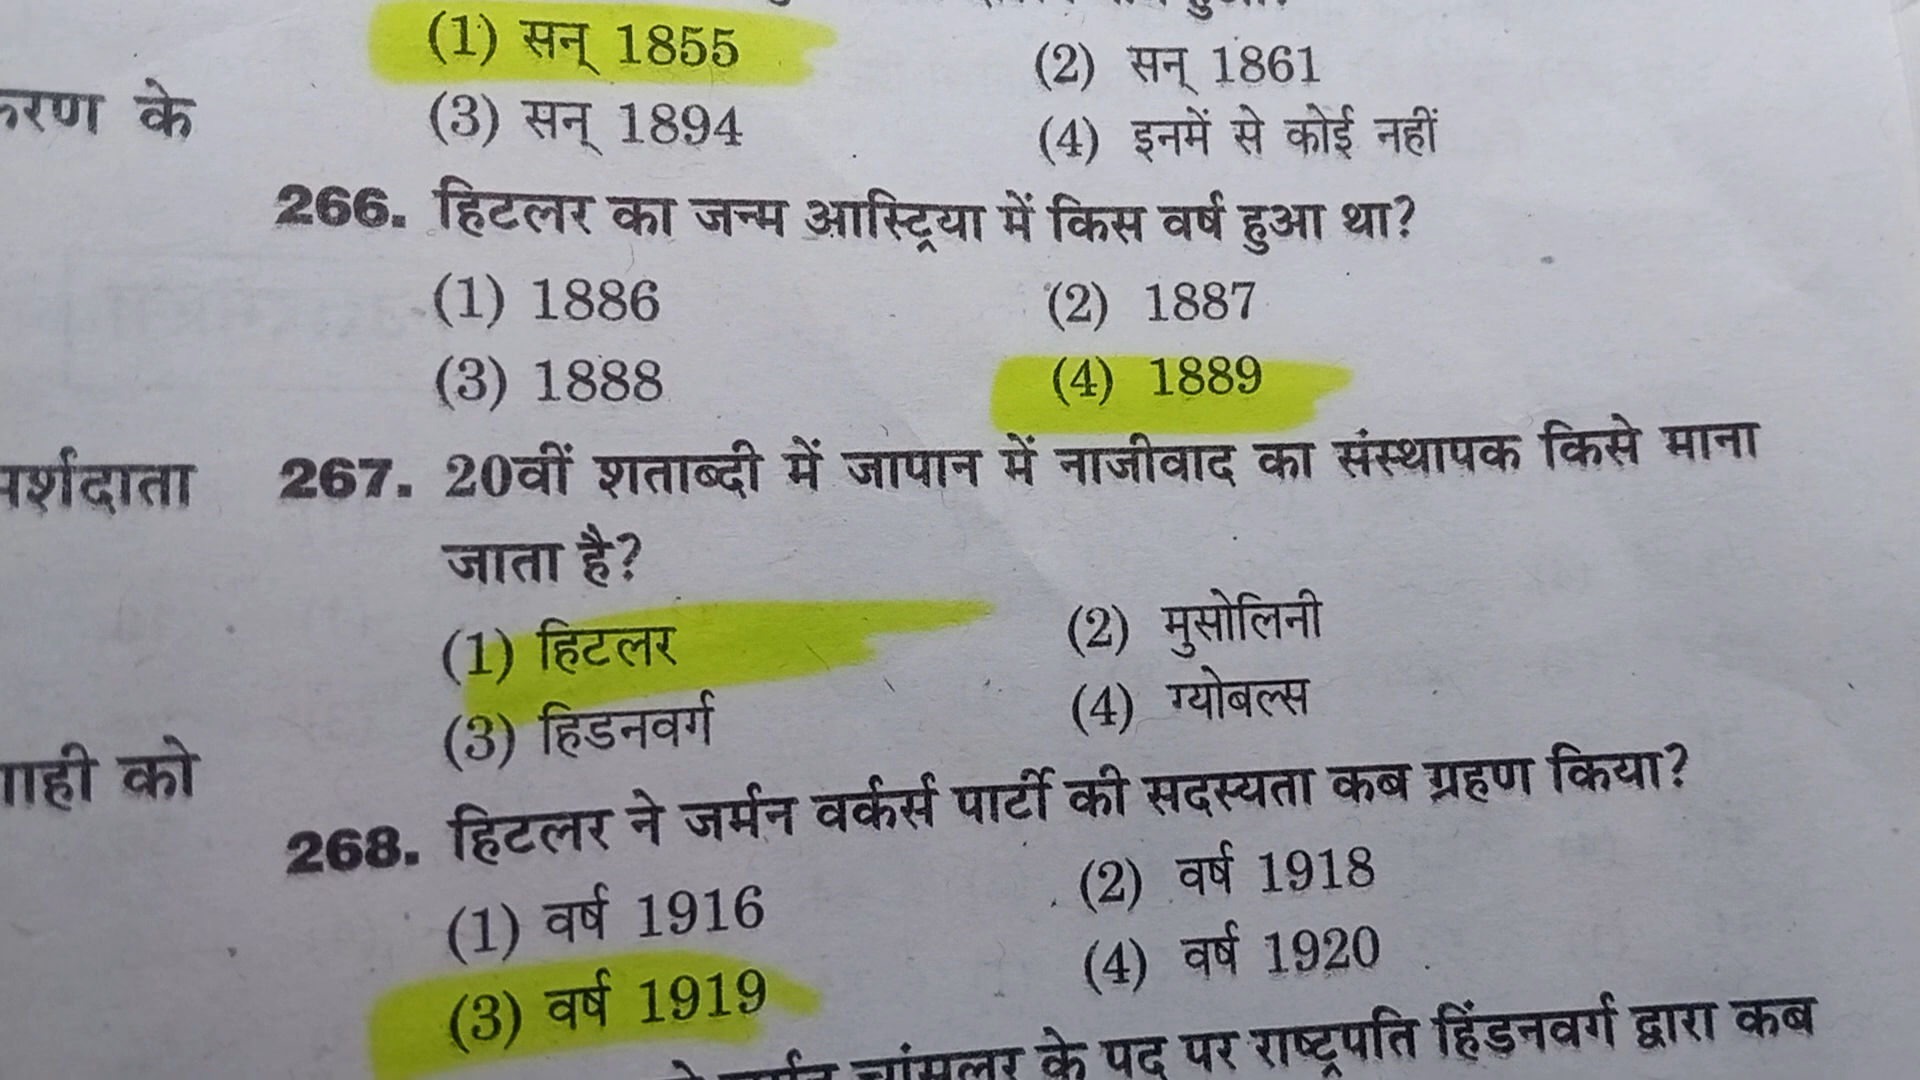 (1) सन् 1855 (2) सन् 1861
करण के (3) सन् 1894 (4) इनमें से कोई नहीं
266. हिटलर का जन्म आस्ट्रिया में किस वर्ष हुआ था?
(1) 1886 (2) 1887
(3) 1888 (4) 1889
267. 20वीं शताब्दी में जापान में नाजीवाद का संस्थापक किसे माना
जाता है?
(1) हिटलर (2) मुसोलिनी
(3) हिडनवर्ग (4) ग्योबल्स
को
268. हिटलर ने जर्मन वर्कर्स पार्टी की सदस्यता कब ग्रहण किया?
(1) वर्ष 1916 (2) वर्ष 1918
(3) वर्ष 1919 (4) वर्ष 1920
के पद पर राष्ट्रपति हिंडनवर्ग द्वारा कब